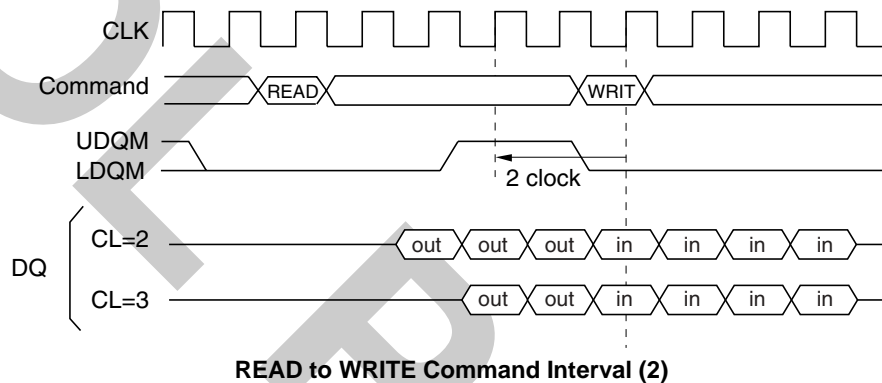 CLK
Command READ WRIT
UDQM
LDQM
2 clock
DQ
CL=2 out out out in in in in
CL=3 out out in in in in
READ to WRITE Command Interval (2)